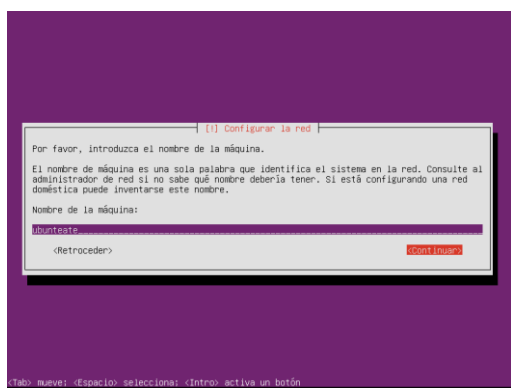 [!] Configurar la red
Por favor, introduzca el nombre de la máquina.
El nombre de máquina es una sola palabra que identifica el sistema en la red. Consulte al
administrador de red si no sabe qué nombre debería tener. Si está configurando una red
doméstica puede inventarse este nombre.
Nombre de la máquina:
ubunteate
<Retroceder> <Continuar>
<Tab> mueve; <Espacio> selecciona; <Intro> activa un botón